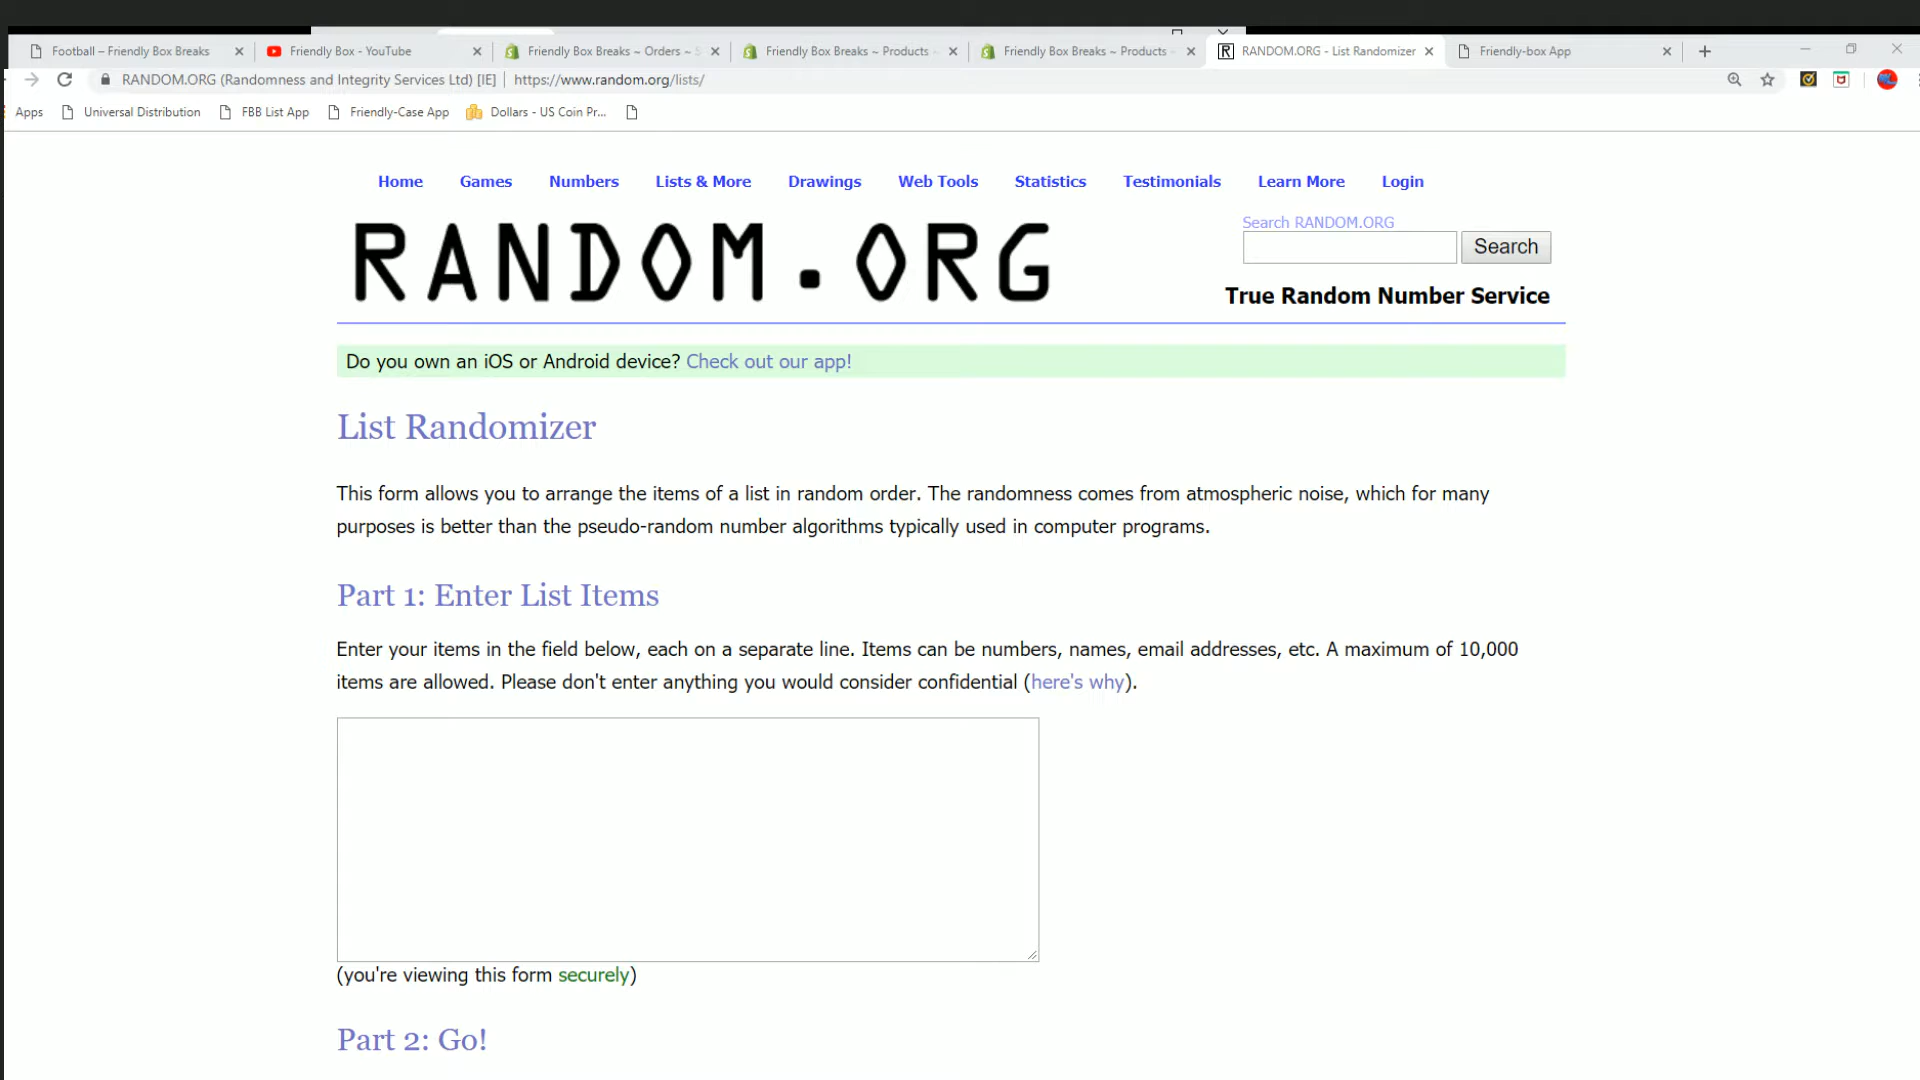 Football – Friendly Box Breaks
Friendly Box - YouTube
Friendly Box Breaks ~ Orders ~ S
Friendly Box Breaks ~ Products
Friendly Box Breaks ~ Products
RANDOM.ORG - List Randomizer
Friendly-box App
RANDOM.ORG (Randomness and Integrity Services Ltd) [IE] | https://www.random.org/lists/
Apps
Universal Distribution
FBB List App
Friendly-Case App
Dollars - US Coin Pr...
Home
Games
Numbers
Lists & More
Drawings
Web Tools
Statistics
Testimonials
Learn More
Login
RANDOM.ORG
Search RANDOM.ORG
Search
True Random Number Service
Do you own an iOS or Android device? Check out our app!
List Randomizer
This form allows you to arrange the items of a list in random order. The randomness comes from atmospheric noise, which for many
purposes is better than the pseudo-random number algorithms typically used in computer programs.
Part 1: Enter List Items
Enter your items in the field below, each on a separate line. Items can be numbers, names, email addresses, etc. A maximum of 10,000
items are allowed. Please don't enter anything you would consider confidential (here's why).
(you're viewing this form securely)
Part 2: Go!